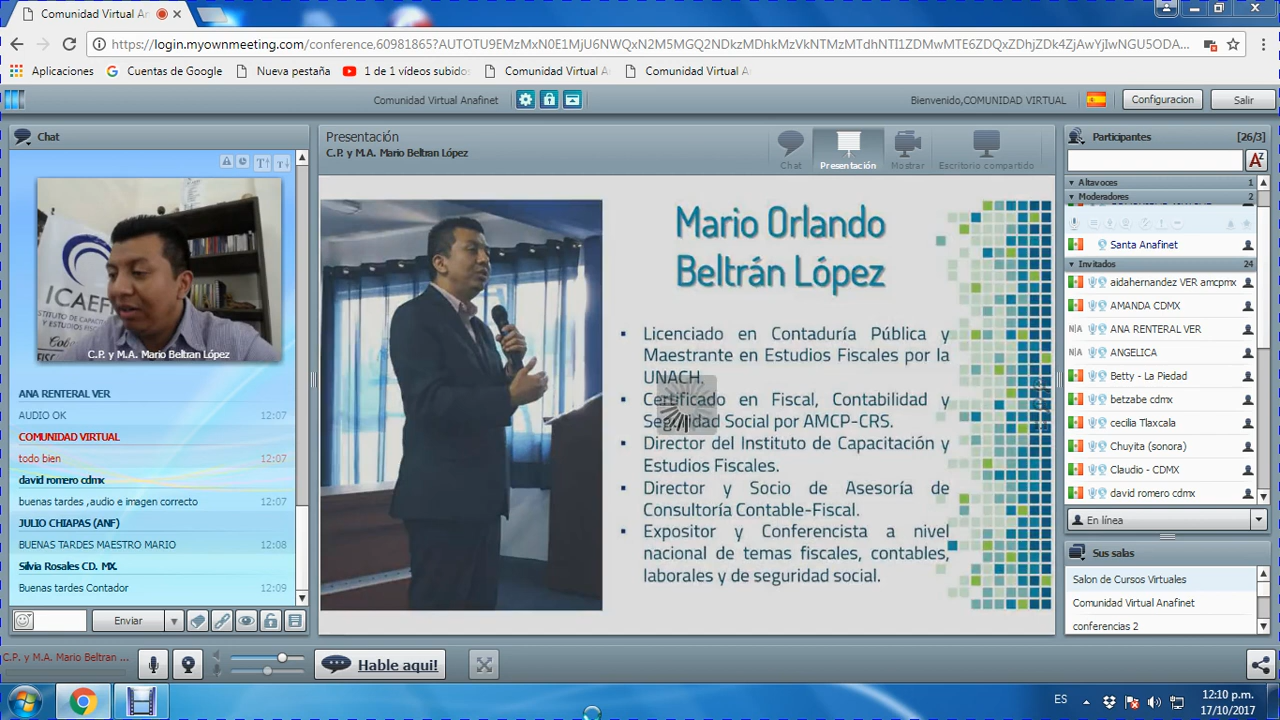 Comunidad Virtual An
https://login.myownmeeting.com/conference,60981865?AUTOTU9EMzMxN0E1MjU6NWQxN2M5MGQ2NDkzMDhkMzVkNTMzMTdhNTI1ZDMwMTE6ZDQxZDhjZDk4ZjAwYjIwNGU5ODA...
Aplicaciones
Cuentas de Google
Nueva pestaña
1 de 1 vídeos subido
Comunidad Virtual A
Comunidad Virtual A
Comunidad Virtual Anafinet
Bienvenido,COMUNIDAD VIRTUAL
Configuracion
Salir
Chat
ICAEF
INSTITUTO DE CAPACITA
Y ESTUDIOS FISCA
C.P. y M.A. Mario Beltran López
ANA RENTERAL VER
AUDIO OK 12:07
COMUNIDAD VIRTUAL
todo bien 12:07
david romero cdmx
buenas tardes ,audio e imagen correcto 12:07
JULIO CHIAPAS (ANF)
BUENAS TARDES MAESTRO MARIO 12:08
Silvia Rosales CD. MX.
Buenas tardes Contador 12:09
Enviar
Presentación
C.P. y M.A. Mario Beltran López
Chat
Presentación
Mostrar
Escritorio compartido
Mario Orlando
Beltrán López
▪ Licenciado en Contaduría Pública y
Maestrante en Estudios Fiscales por la
UNACH.
▪ Certificado en Fiscal, Contabilidad y
Seguridad Social por AMCP-CRS.
▪ Director del Instituto de Capacitación y
Estudios Fiscales.
▪ Director y Socio de Asesoría de
Consultoría Contable-Fiscal.
▪ Expositor y Conferencista a nivel
nacional de temas fiscales, contables,
laborales y de seguridad social.
Participantes [26/3]
Altavoces 1
Moderadores 2
Santa Anafinet
Invitados 24
aidahernandez VER ampmx
AMANDA CDMX
N/A ANA RENTERAL VER
N/A ANGELICA
Betty - La Piedad
betzabe cdmx
cecilia Tlaxcala
Chuyita (sonora)
Claudio - CDMX
david romero cdmx
En línea
Sus salas
Salon de Cursos Virtuales
Comunidad Virtual Anafinet
conferencias 2
C.P. y M.A. Mario Beltran ...
Hable aqui!
ES
12:10 p.m.
17/10/2017